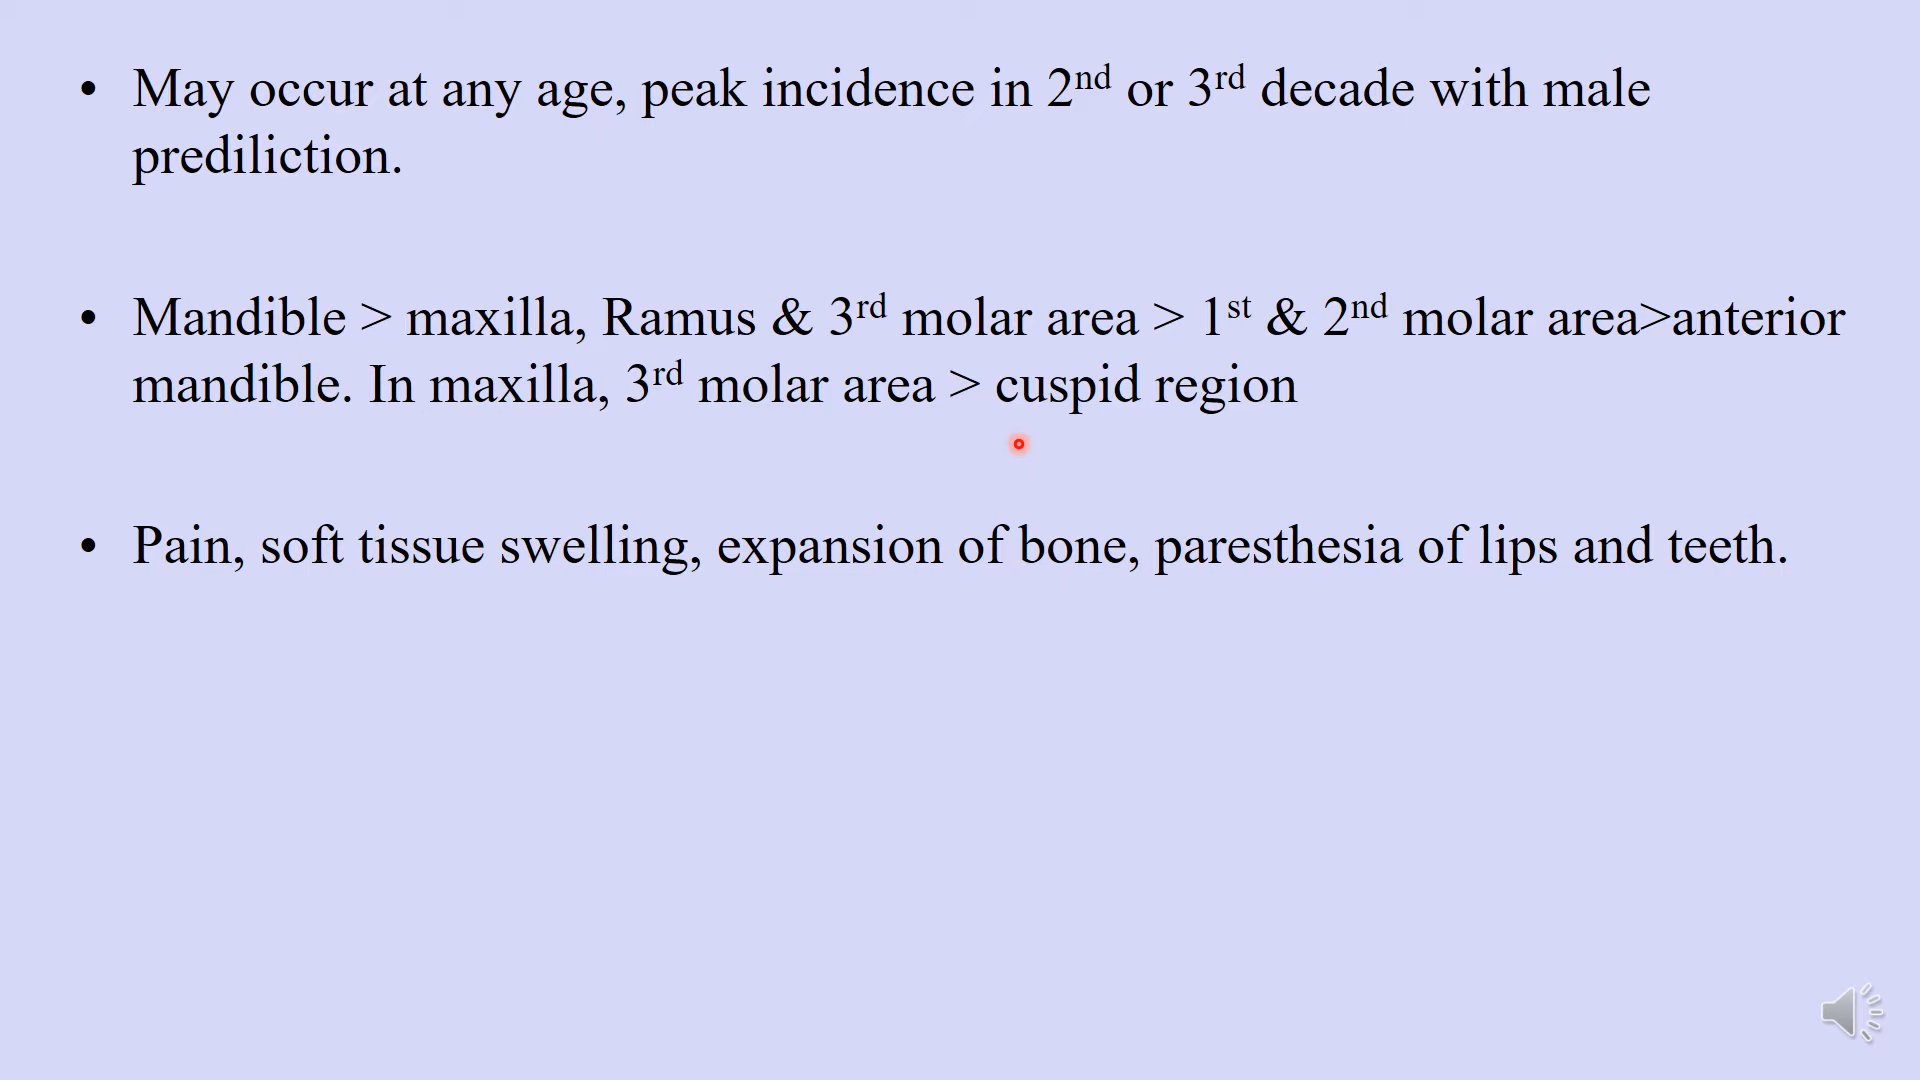 • May occur at any age, peak incidence in 2nd or 3rd decade with male
prediliction.
• Mandible > maxilla, Ramus & 3rd molar area > 1st & 2nd molar area>anterior
mandible. In maxilla, 3rd molar area > cuspid region
• Pain, soft tissue swelling, expansion of bone, paresthesia of lips and teeth.